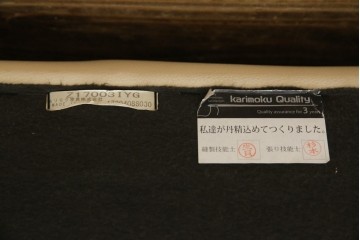 Z17003IYG
karimoku Quality
Quality assurance for 3 years
私達が丹精込めてつくりました。
縫製技能士
張り技能士